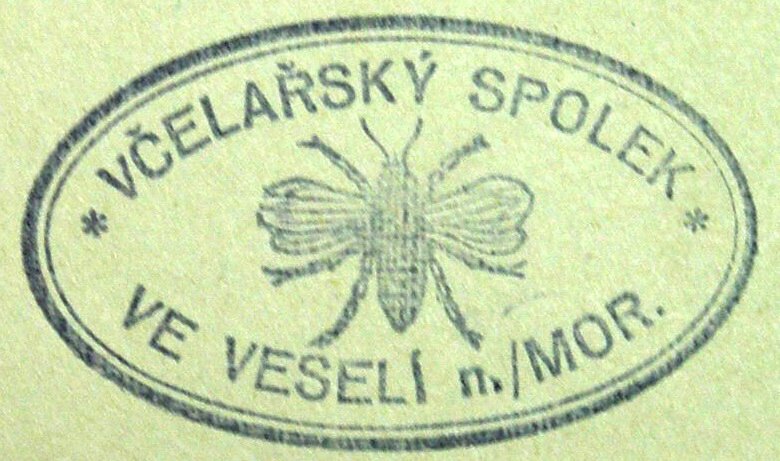 * VČELAŘSKÝ SPOLEK *
VE VESELÍ n./MOR.